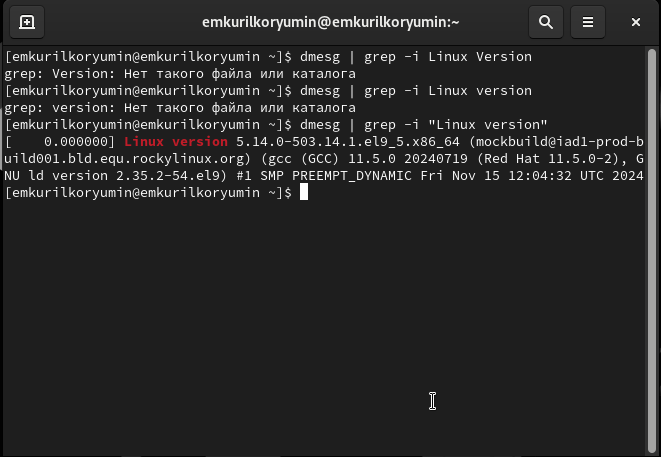 emkurilkoryumin@emkurilkoryumin:~
[emkurilkoryumin@emkurilkoryumin ~]$ dmesg | grep -i Linux Version
grep: Version: Нет такого файла или каталога
[emkurilkoryumin@emkurilkoryumin ~]$ dmesg | grep -i Linux version
grep: version: Нет такого файла или каталога
[emkurilkoryumin@emkurilkoryumin ~]$ dmesg | grep -i "Linux version"
[    0.000000] Linux version 5.14.0-503.14.1.el9_5.x86_64 (mockbuild@iad1-prod-b
uild001.bld.equ.rockylinux.org) (gcc (GCC) 11.5.0 20240719 (Red Hat 11.5.0-2), G
NU ld version 2.35.2-54.el9) #1 SMP PREEMPT_DYNAMIC Fri Nov 15 12:04:32 UTC 2024
[emkurilkoryumin@emkurilkoryumin ~]$